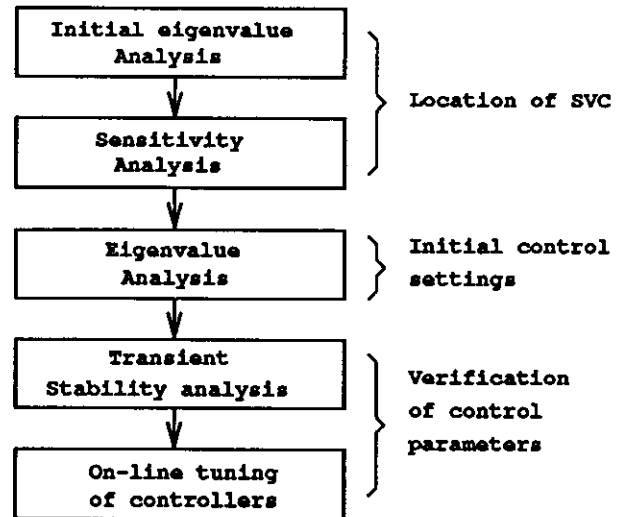 Initial eigenvalue
Analysis
Location of SVC
Sensitivity
Analysis
Eigenvalue
Analysis
Initial control
settings
Transient
Stability analysis
Verification
of control
parameters
On-line tuning
of controllers